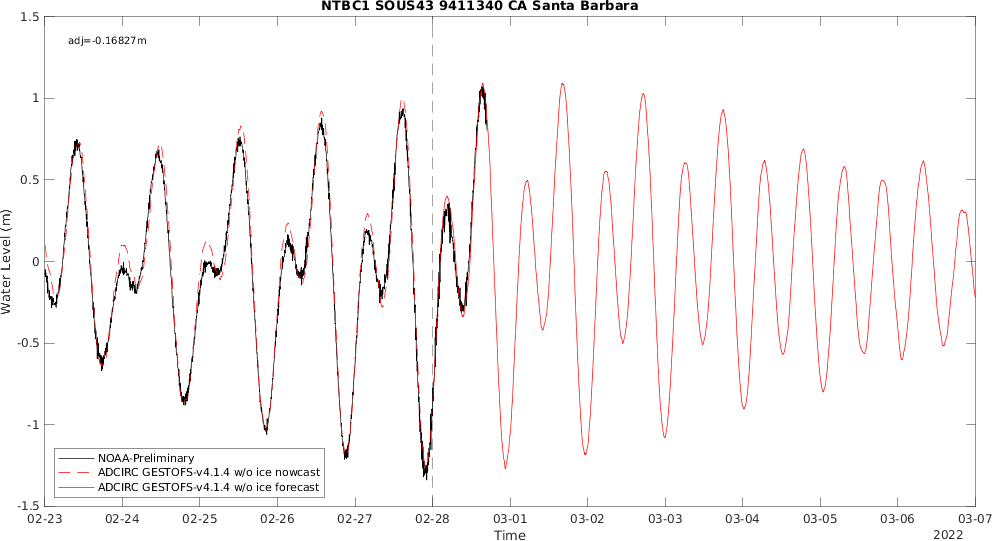 NTBC1 SOUS43 9411340 CA Santa Barbara
adj=-0.16827m
Water Level (m)
1.5
1
0.5
0
-0.5
-1
-1.5
NOAA-Preliminary
ADCIRC GESTOFS-v4.1.4 w/o ice nowcast
ADCIRC GESTOFS-v4.1.4 w/o ice forecast
02-23 02-24 02-25 02-26 02-27 02-28 03-01 03-02 03-03 03-04 03-05 03-06 03-07
Time
2022